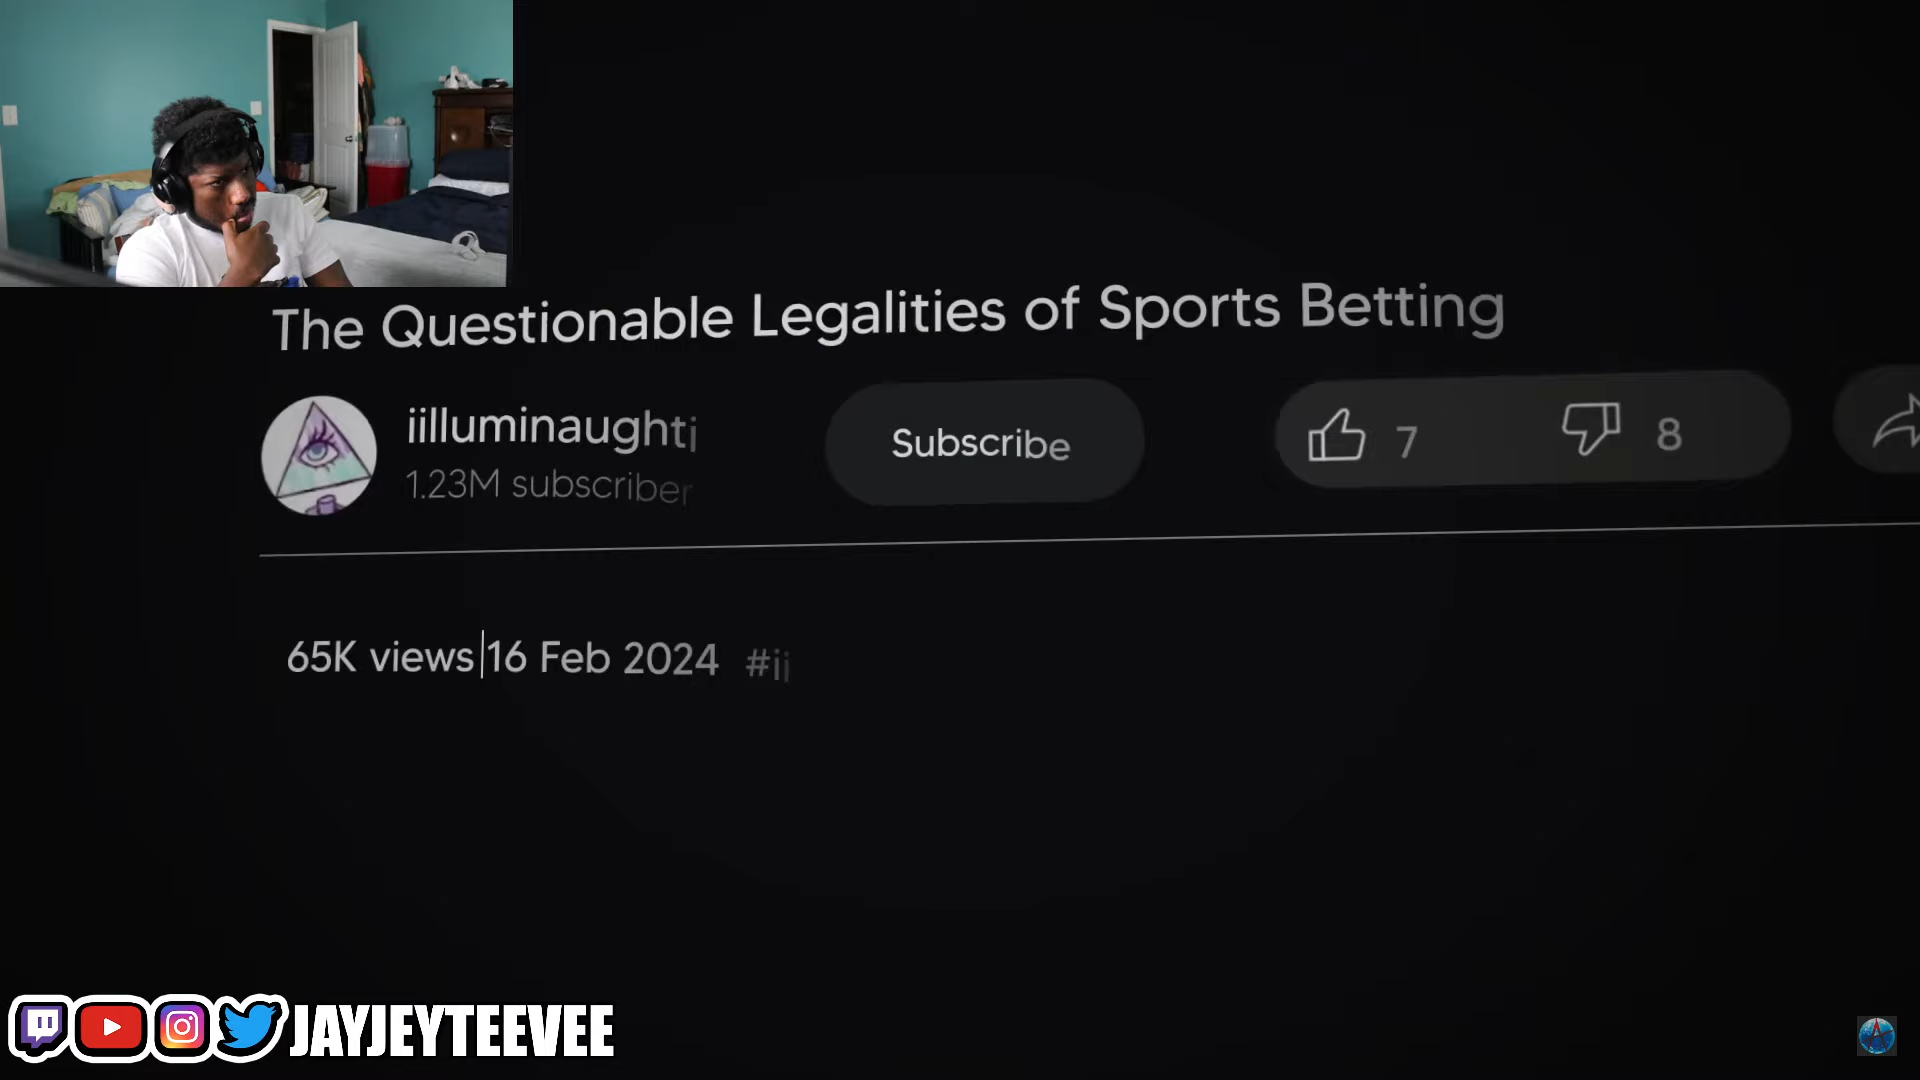 The Questionable Legalities of Sports Betting
iilluminaughti
1.23M subscriber
Subscribe
7
8
65K views 16 Feb 2024 #ii
JAYJEYTEEVEE